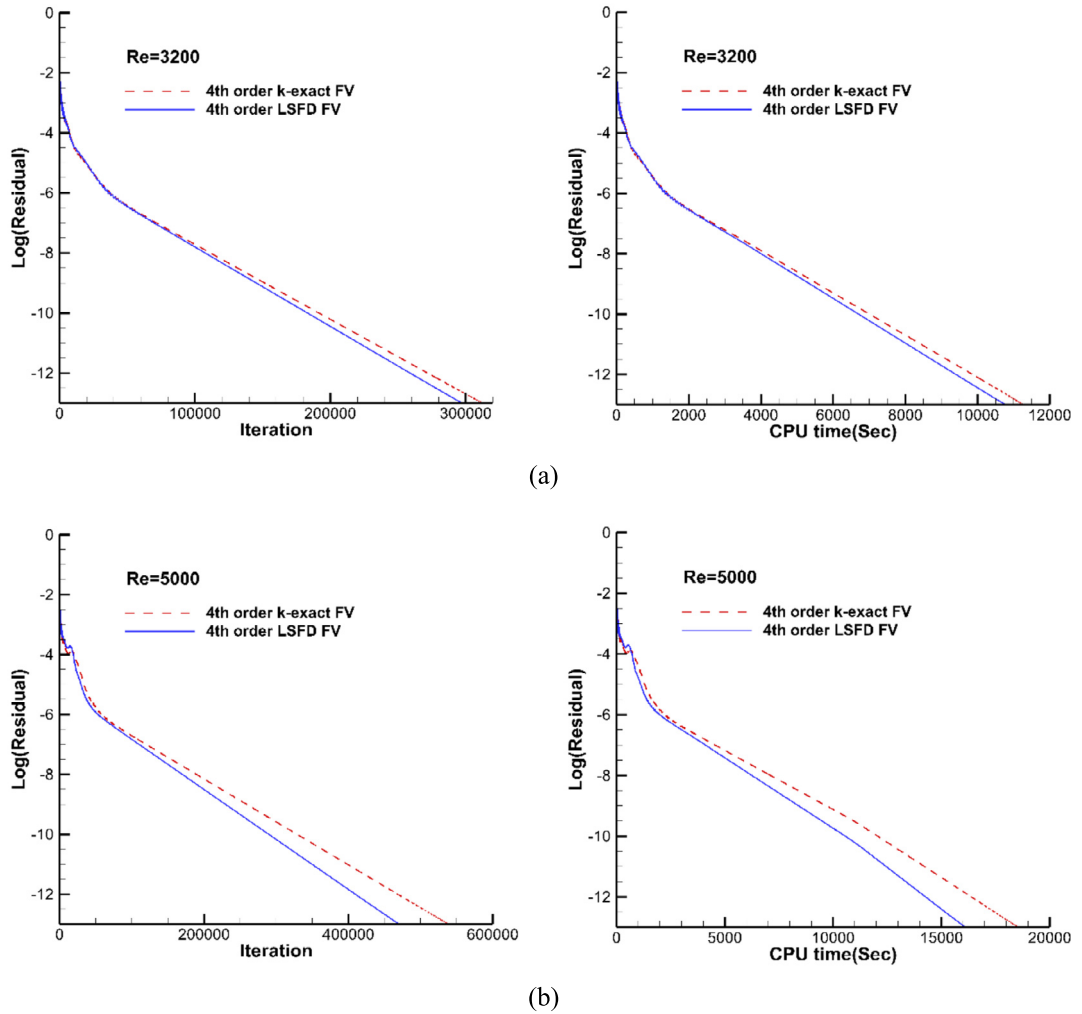 0
-2
-4
-6
-8
-10
-12
Log(Residual)
Re=3200
4th order k-exact FV
4th order LSFD FV
0
100000
200000
300000
Iteration
0
-2
-4
-6
-8
-10
-12
Log(Residual)
Re=3200
4th order k-exact FV
4th order LSFD FV
0
2000
4000
6000
8000
10000
12000
CPU time(Sec)
(a)
0
-2
-4
-6
-8
-10
-12
Log(Residual)
Re=5000
4th order k-exact FV
4th order LSFD FV
0
200000
400000
600000
Iteration
0
-2
-4
-6
-8
-10
-12
Log(Residual)
Re=5000
4th order k-exact FV
4th order LSFD FV
0
5000
10000
15000
20000
CPU time(Sec)
(b)